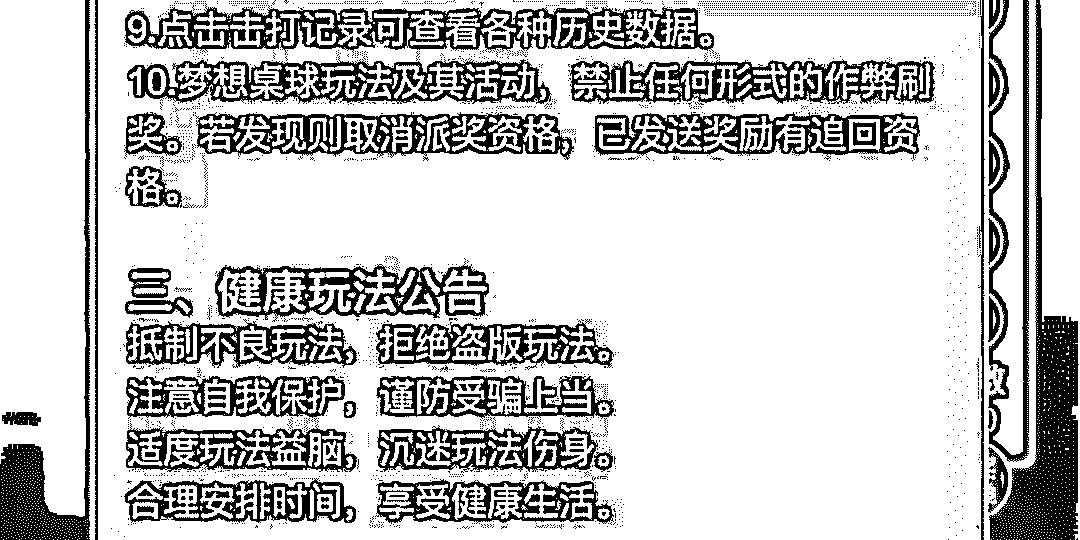 9.点击击打记录可查看各种历史数据。
10.梦想桌球玩法及其活动，禁止任何形式的作弊刷
奖。若发现则取消派奖资格，已发送奖励有追回资
格。
三、健康玩法公告
抵制不良玩法，拒绝盗版玩法。
注意自我保护，谨防受骗上当。
适度玩法益脑，沉迷玩法伤身。
合理安排时间，享受健康生活。